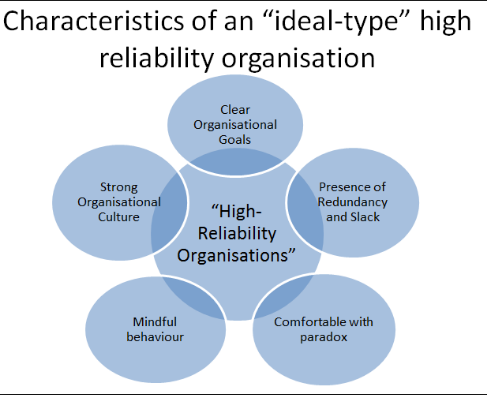 Characteristics of an “ideal-type” high
reliability organisation
Clear
Organisational
Goals
Strong
Organisational
Culture
Presence of
Redundancy
and Slack
“High-
Reliability
Organisations”
Mindful
behaviour
Comfortable with
paradox